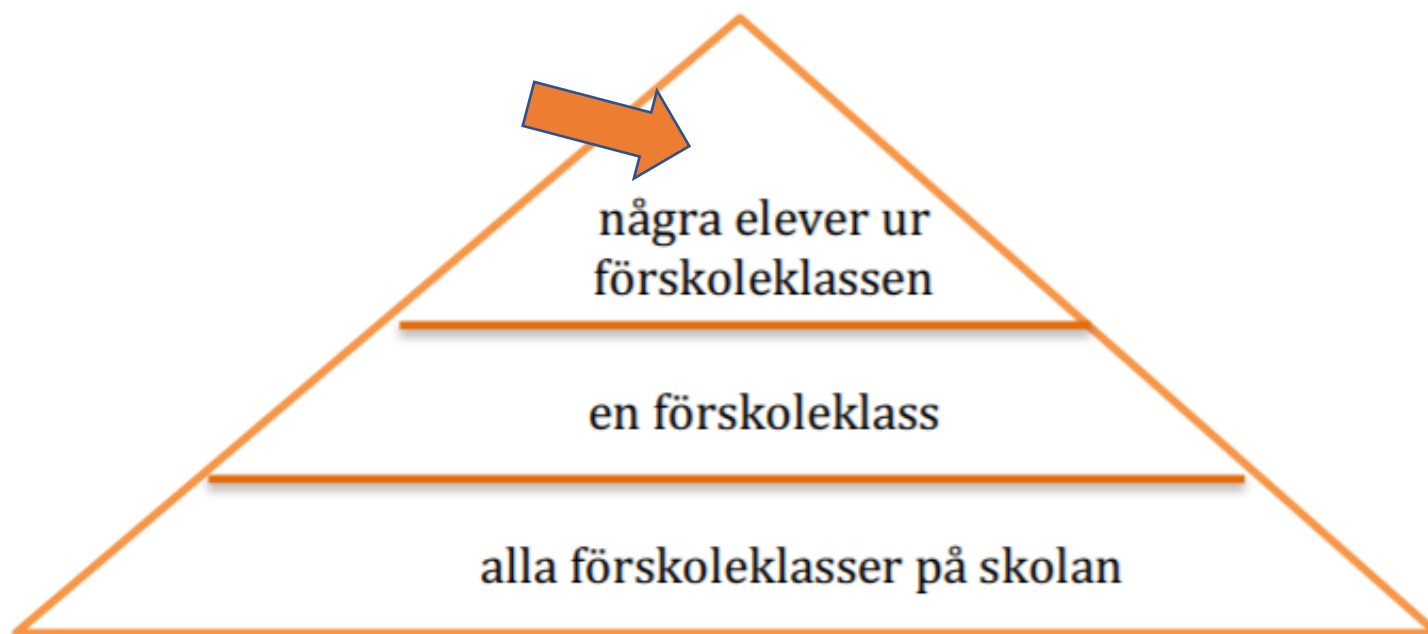 några elever ur
förskoleklassen
en förskoleklass
alla förskoleklasser på skolan